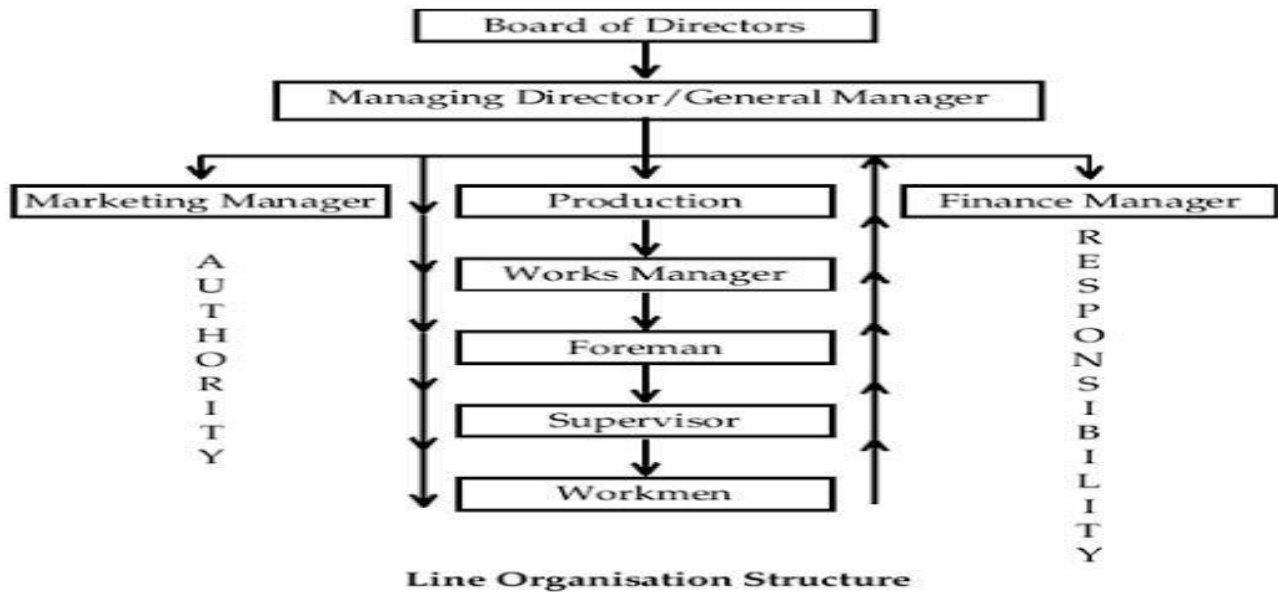 Board of Directors
Managing Director/General Manager
Marketing Manager
Production
Finance Manager
Works Manager
Foreman
Supervisor
Workmen
AUTHORITY
RESPONSIBILITY
Line Organisation Structure